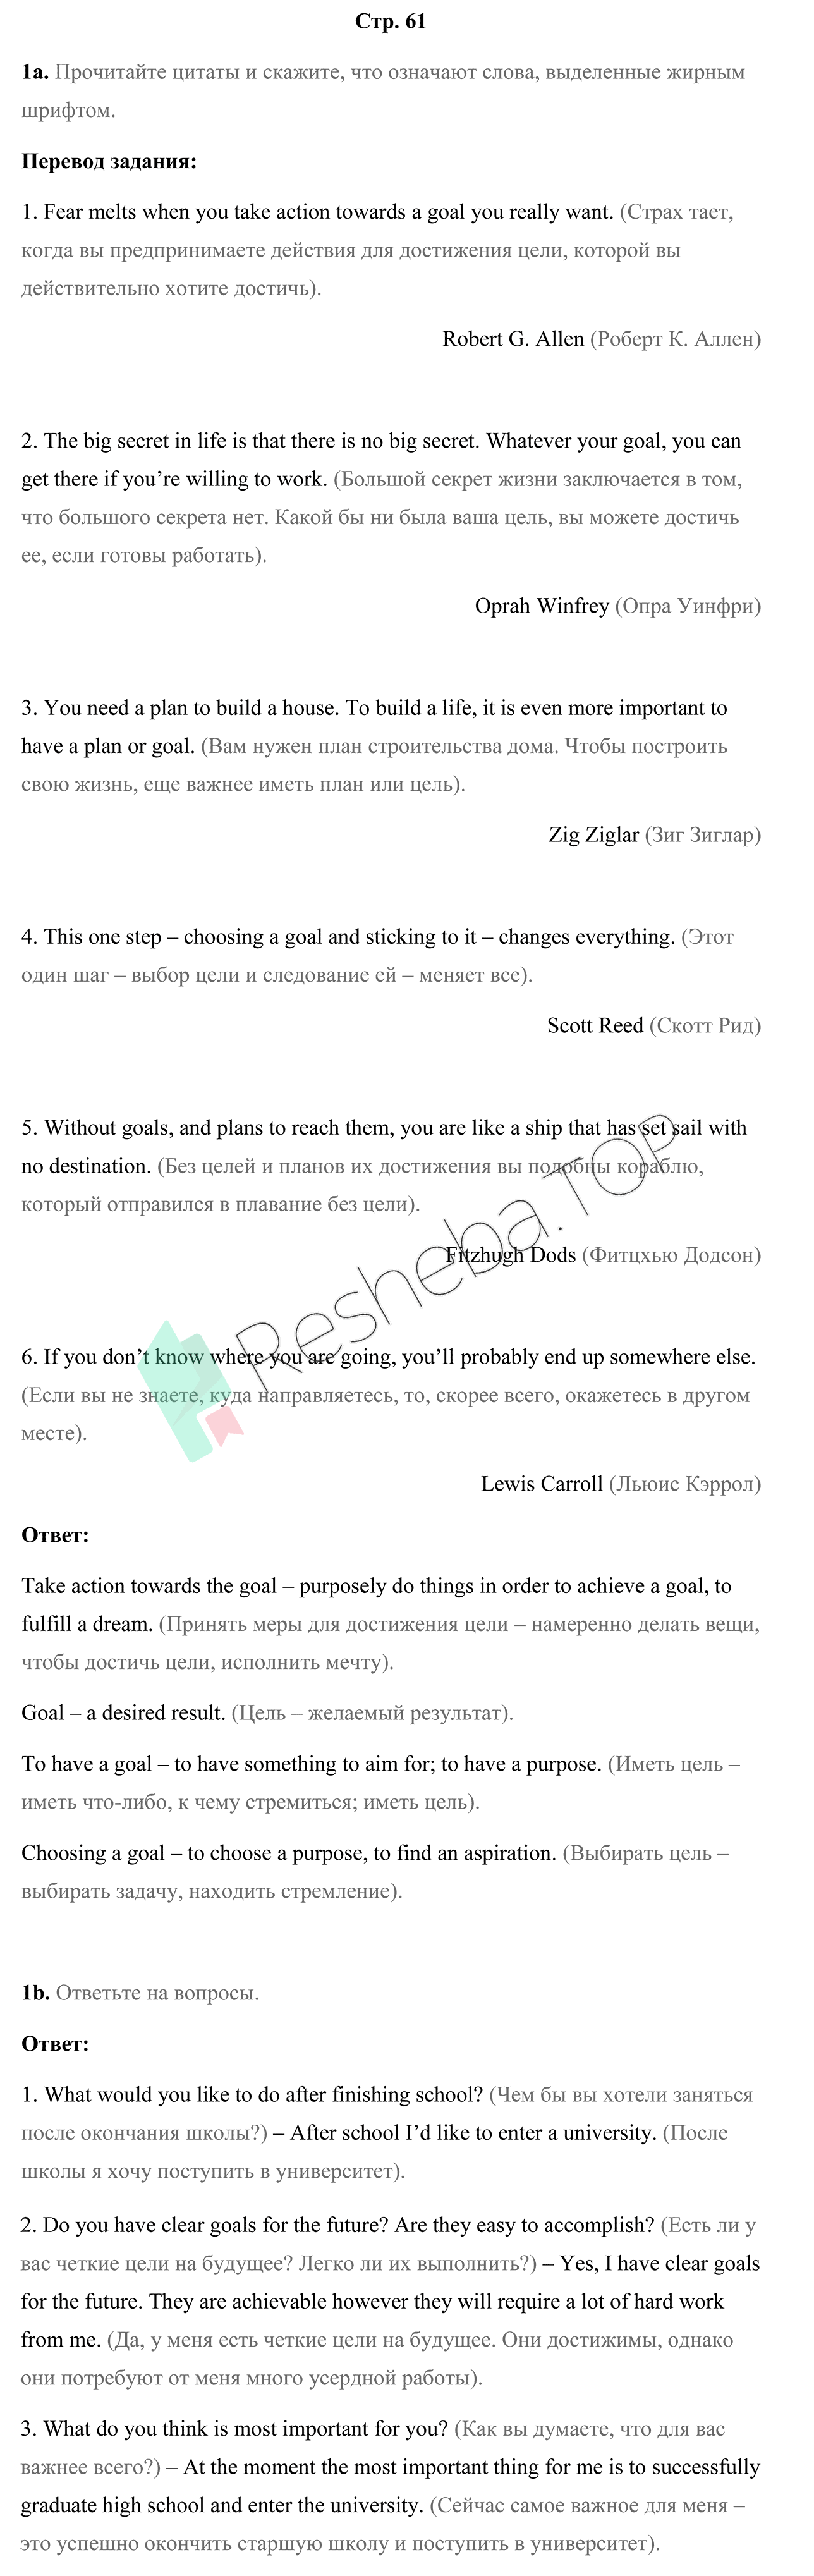 Стр. 61
1a. Прочитайте цитаты и скажите, что означают слова, выделенные жирным
шрифтом.
Перевод задания:
1. Fear melts when you take action towards a goal you really want. (Страх тает,
когда вы предпринимаете действия для достижения цели, которой вы
действительно хотите достичь).
Robert G. Allen (Роберт К. Аллен)
2. The big secret in life is that there is no big secret. Whatever your goal, you can
get there if you’re willing to work. (Большой секрет жизни заключается в том,
что большого секрета нет. Какой бы ни была ваша цель, вы можете достичь
ее, если готовы работать).
Oprah Winfrey (Опра Уинфри)
3. You need a plan to build a house. To build a life, it is even more important to
have a plan or goal. (Вам нужен план строительства дома. Чтобы построить
свою жизнь, еще важнее иметь план или цель).
Zig Ziglar (Зиг Зиглар)
4. This one step – choosing a goal and sticking to it – changes everything. (Этот
один шаг – выбор цели и следование ей – меняет все).
Scott Reed (Скотт Рид)
5. Without goals, and plans to reach them, you are like a ship that has set sail with
no destination. (Без целей и планов их достижения вы подобны кораблю,
который отправился в плавание без цели).
Fitzhugh Dods (Фитцхью Додсон)
Resheba.TOP
6. If you don’t know where you are going, you’ll probably end up somewhere else.
(Если вы не знаете, куда направляетесь, то, скорее всего, окажетесь в другом
месте).
Lewis Carroll (Льюис Кэррол)
Ответ:
Take action towards the goal – purposely do things in order to achieve a goal, to
fulfill a dream. (Принять меры для достижения цели – намеренно делать вещи,
чтобы достичь цели, исполнить мечту).
Goal – a desired result. (Цель – желаемый результат).
To have a goal – to have something to aim for; to have a purpose. (Иметь цель –
иметь что-либо, к чему стремиться; иметь цель).
Choosing a goal – to choose a purpose, to find an aspiration. (Выбирать цель –
выбирать задачу, находить стремление).
1b. Ответьте на вопросы.
Ответ:
1. What would you like to do after finishing school? (Чем бы вы хотели заняться
после окончания школы?) – After school I’d like to enter a university. (После
школы я хочу поступить в университет).
2. Do you have clear goals for the future? Are they easy to accomplish? (Есть ли у
вас четкие цели на будущее? Легко ли их выполнить?) – Yes, I have clear goals
for the future. They are achievable however they will require a lot of hard work
from me. (Да, у меня есть четкие цели на будущее. Они достижимы, однако
они потребуют от меня много усердной работы).
3. What do you think is most important for you? (Как вы думаете, что для вас
важнее всего?) – At the moment the most important thing for me is to successfully
graduate high school and enter the university. (Сейчас самое важное для меня –
это успешно окончить старшую школу и поступить в университет).